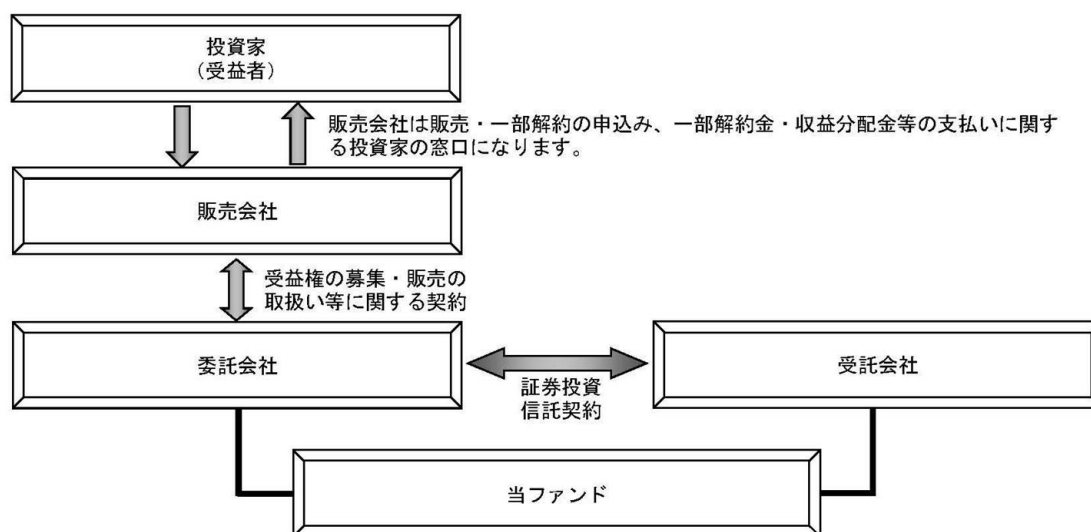 投資家
（受益者）
販売会社は販売・一部解約の申込み、一部解約金・収益分配金等の支払いに関す
る投資家の窓口になります。
販売会社
受益権の募集・販売の
取扱い等に関する契約
委託会社
受託会社
証券投資
信託契約
当ファンド